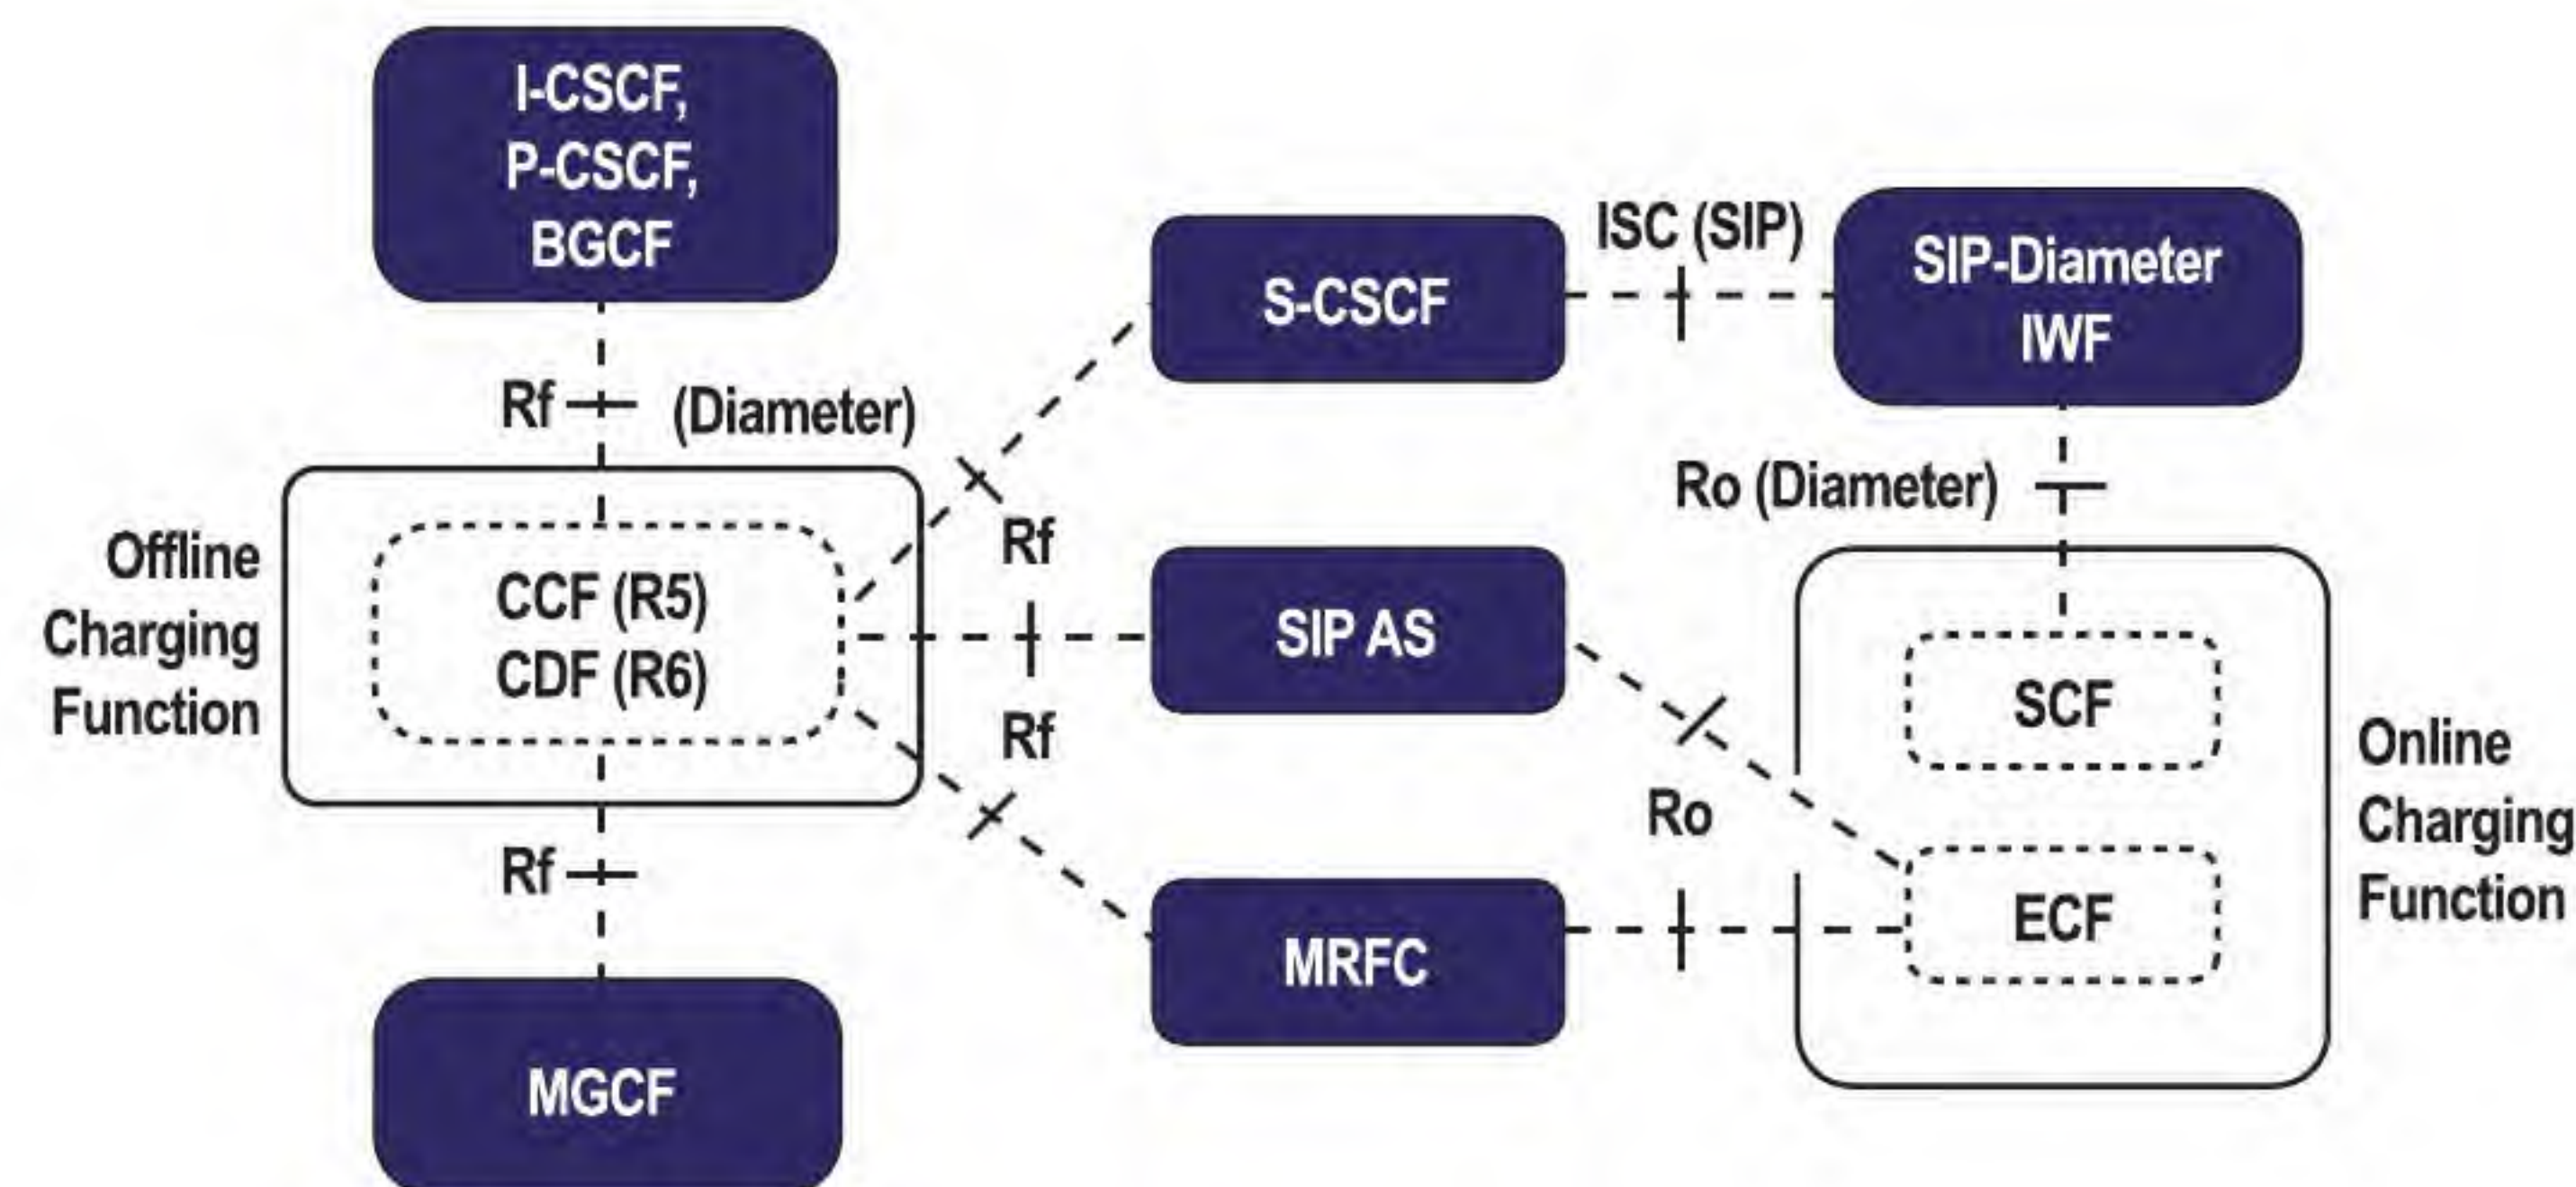 I-CSCF,
P-CSCF,
BGCF
Rf
(Diameter)
Offline
Charging
Function
CCF (R5)
CDF (R6)
Rf
MGCF
S-CSCF
ISC (SIP)
SIP-Diameter
IWF
Rf
Rf
SIP AS
MRFC
Ro (Diameter)
Ro
SCF
ECF
Online
Charging
Function